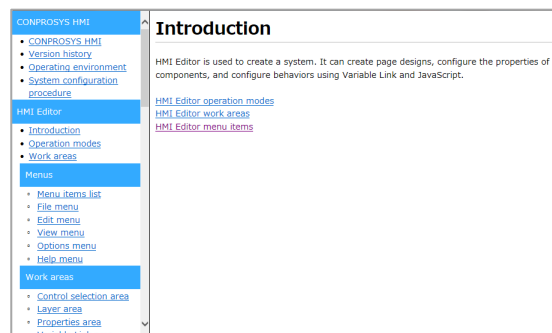 CONPROSYS HMI
CONPROSYS HMI
Version history
Operating environment
System configuration
procedure
HMI Editor
Introduction
Operation modes
Work areas
Menus
Menu items list
File menu
Edit menu
View menu
Options menu
Help menu
Work areas
Control selection area
Layer area
Properties area
Introduction
HMI Editor is used to create a system. It can create page designs, configure the properties of
components, and configure behaviors using Variable Link and JavaScript.
HMI Editor operation modes
HMI Editor work areas
HMI Editor menu items